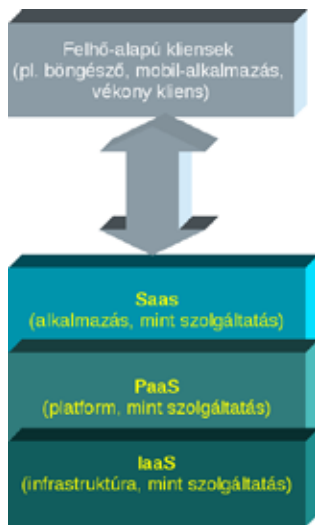 Felhő-alapú kliensek
(pl. böngésző, mobil-alkalmazás,
vékony kliens)
Saas
(alkalmazás, mint szolgáltatás)
PaaS
(platform, mint szolgáltatás)
IaaS
(infrastruktúra, mint szolgáltatás)